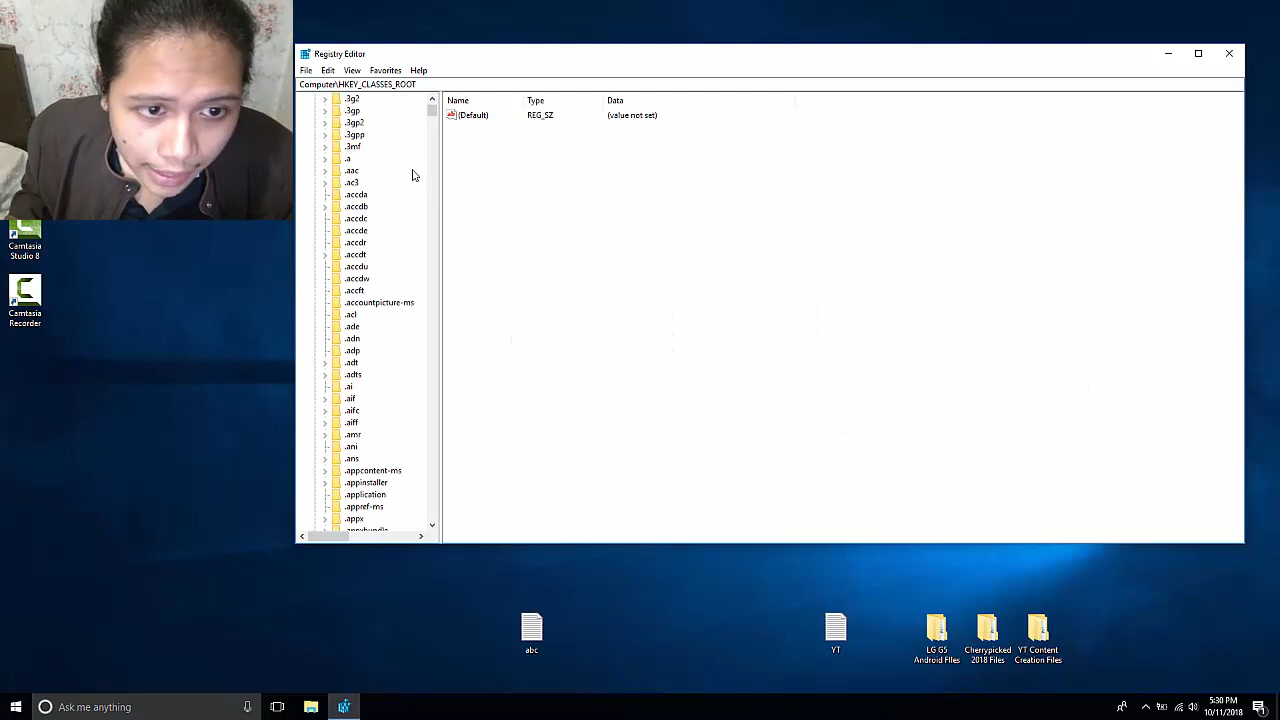 Registry Editor
File Edit View Favorites Help
Computer\HKEY_CLASSES_ROOT
Name Type Data
(Default) REG_SZ (value not set)
.3g2
.3gp
.3gp2
.3gpp
.3mf
.a
.aac
.ac3
.accda
.accdb
.accdc
.accde
.accdr
.accdt
.accdu
.accdw
.accft
.accountpicture-ms
.acl
.ade
.adn
.adp
.adt
.adts
.ai
.aif
.aifc
.aiff
.amr
.ani
.ans
.appcontent-ms
.appinstaller
.application
.appref-ms
.appx
.appxbundle
Camtasia
Studio 8
Camtasia
Recorder
abc
YT
LG G5
Android FIles
Cherrypicked
2018 Files
YT Content
Creation Files
Ask me anything
5:30 PM
10/11/2018